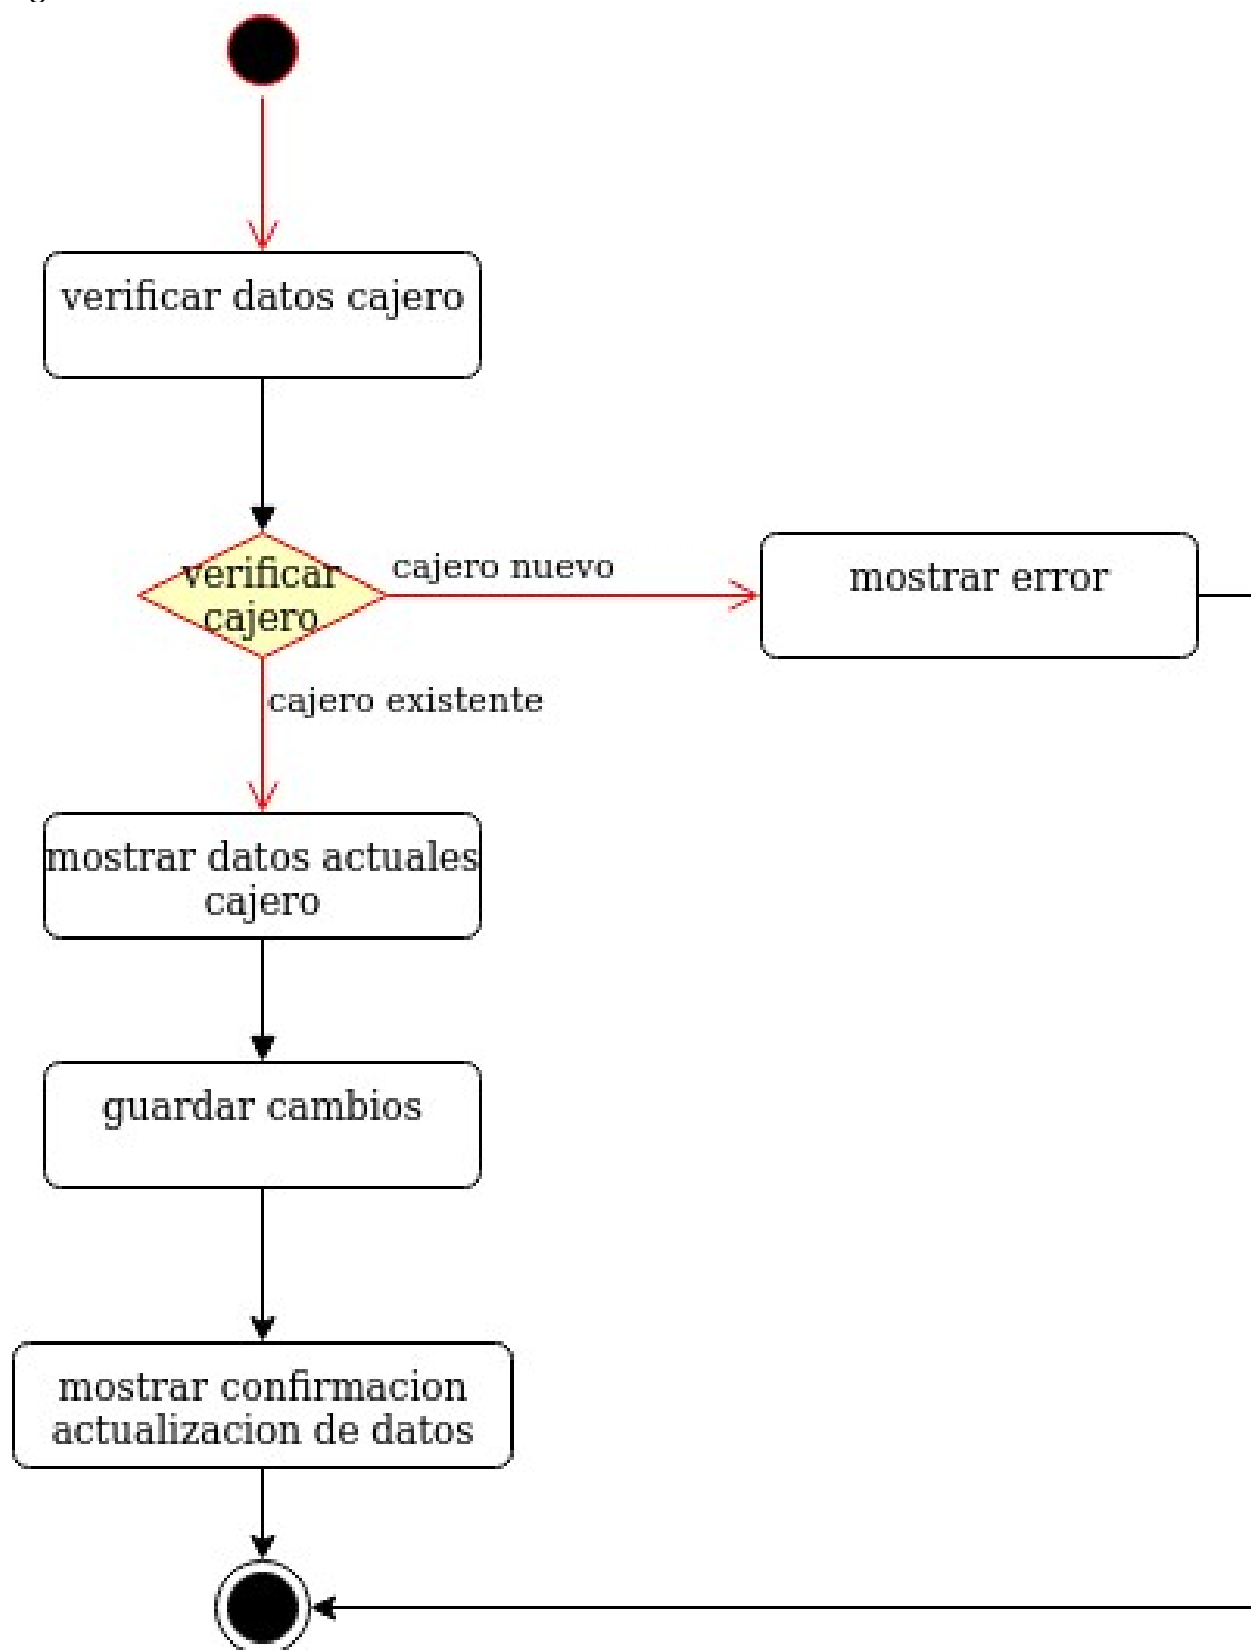 verificar datos cajero
verificar
cajero
cajero nuevo
mostrar error
cajero existente
mostrar datos actuales
cajero
guardar cambios
mostrar confirmacion
actualizacion de datos